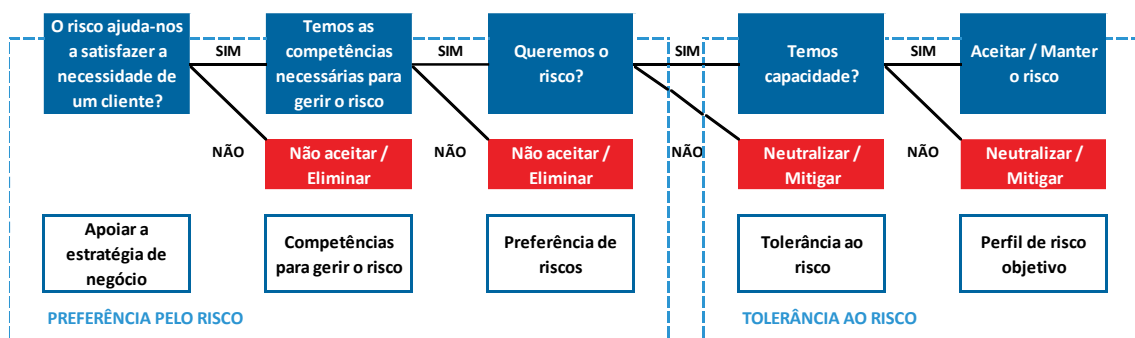 O risco ajuda-nos
a satisfazer a
necessidade de
um cliente?
SIM
Temos as
competências
necessárias para
gerir o risco
SIM
Queremos o
risco?
SIM
Temos
capacidade?
SIM
Aceitar / Manter
o risco
NÃO
Não aceitar /
Eliminar
NÃO
Não aceitar /
Eliminar
NÃO
Neutralizar /
Mitigar
NÃO
Neutralizar /
Mitigar
Apoiar a
estratégia de
negócio
Competências
para gerir o risco
Preferência de
riscos
Tolerância ao
risco
Perfil de risco
objetivo
PREFERÊNCIA PELO RISCO
TOLERÂNCIA AO RISCO